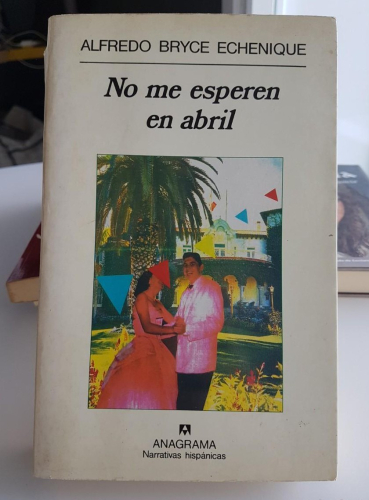 ALFREDO BRYCE ECHENIQUE
No me esperen
en abril
ANAGRAMA
Narrativas hispánicas